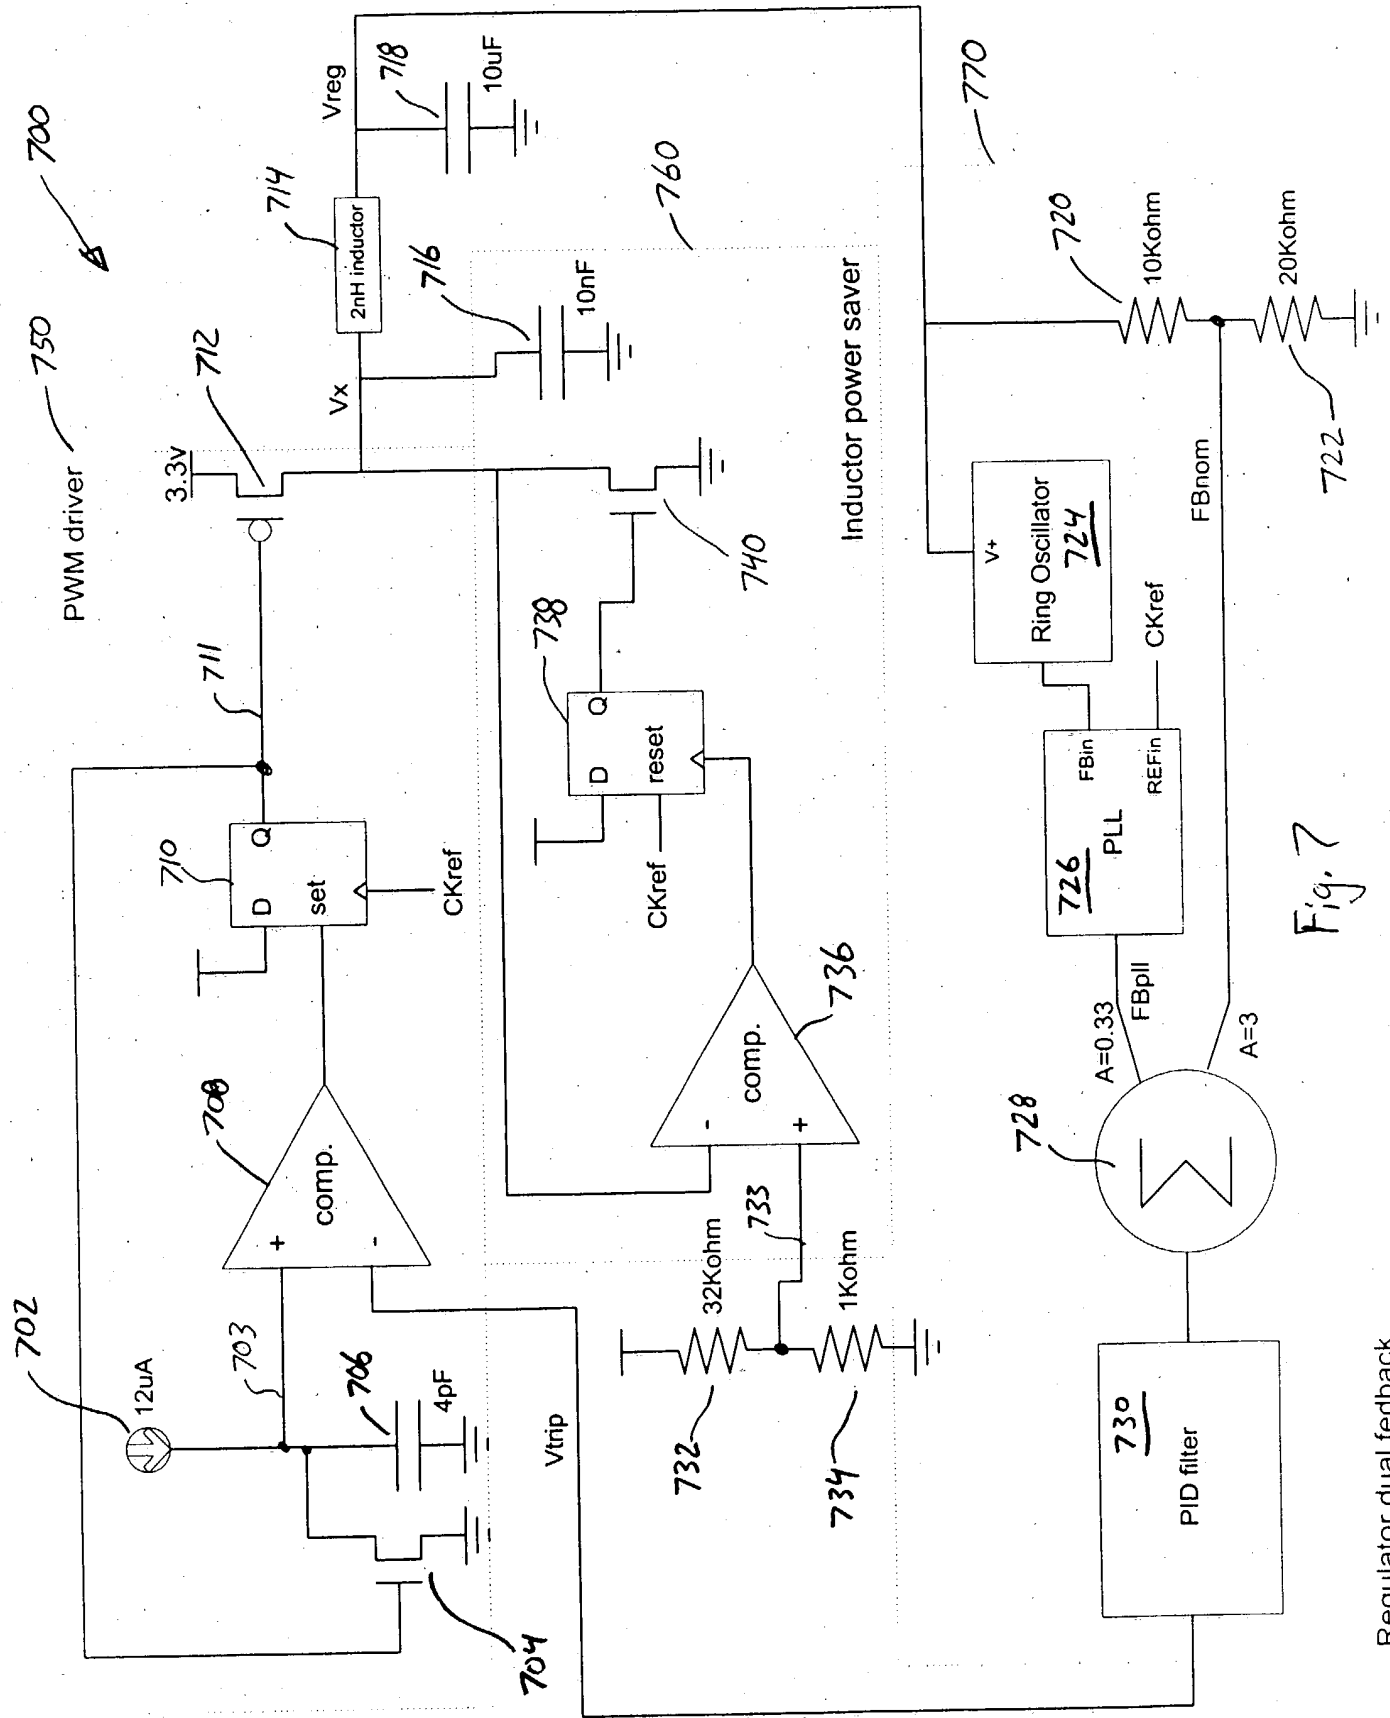 700
PWM driver
750
3.3v
712
Vx
714
2nH inductor
Vreg
718
10uF
716
10nF
760
Inductor power saver
702
12uA
703
706
4pF
704
708
comp.
+
-
710
D
Q
set
CKref
711
Vtrip
732
32Kohm
733
734
1Kohm
736
comp.
-
+
738
D
Q
reset
CKref
740
770
720
10Kohm
20Kohm
722
FBnom
V+
Ring Oscillator
724
CKref
FBin
REFin
PLL
726
FBpll
A=0.33
A=3
728
Σ
730
PID filter
Regulator dual fedback
Fig. 7